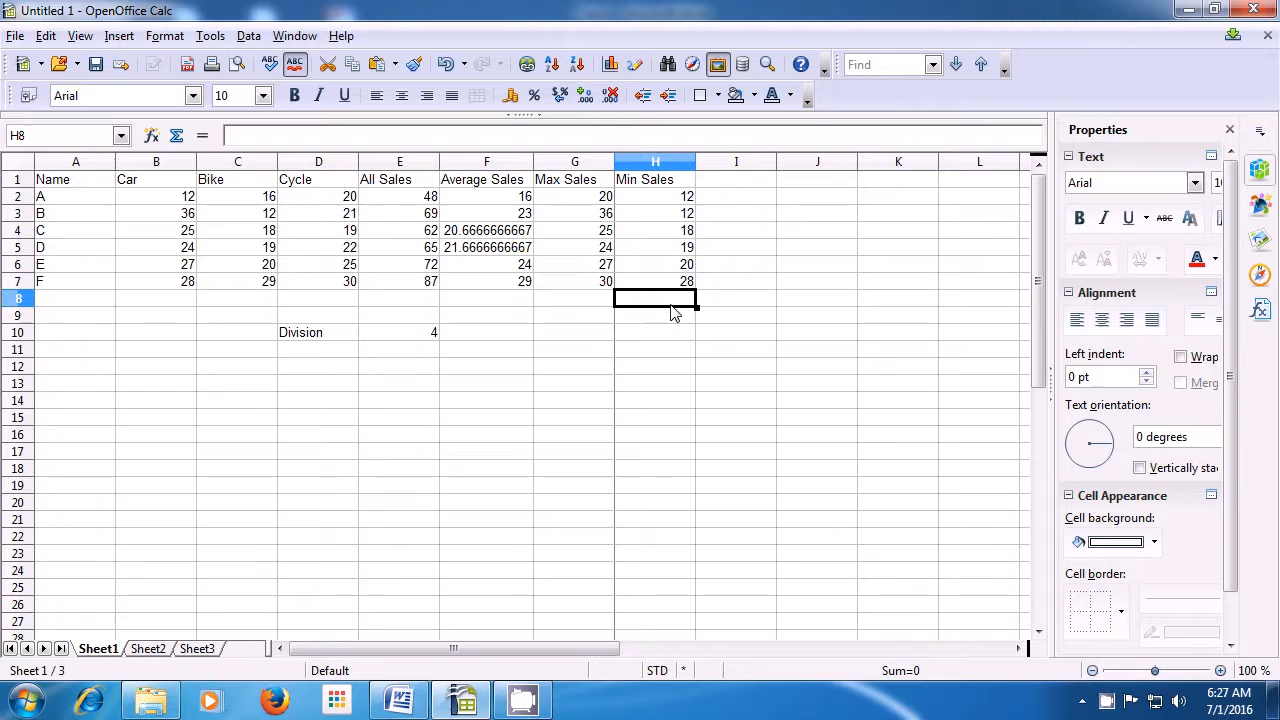 Untitled 1 - OpenOffice Calc
File Edit View Insert Format Tools Data Window Help
Find
Arial 10
H8
A B C D E F G H I J K L
1 Name Car Bike Cycle All Sales Average Sales Max Sales Min Sales
2 A 12 16 20 48 16 20 12
3 B 36 12 21 69 23 36 12
4 C 25 18 19 62 20.6666666667 25 18
5 D 24 19 22 65 21.6666666667 24 19
6 E 27 20 25 72 24 27 20
7 F 28 29 30 87 29 30 28
8
9
10 Division 4
11
12
13
14
15
16
17
18
19
20
21
22
23
24
25
26
27
28
Properties
Text
Arial
Alignment
Left indent:
Wrap
0 pt
Merg
Text orientation:
0 degrees
Vertically stac
Cell Appearance
Cell background:
Cell border:
Sheet1 Sheet2 Sheet3
Sheet 1 / 3 Default STD * Sum=0 100 %
6:27 AM
7/1/2016